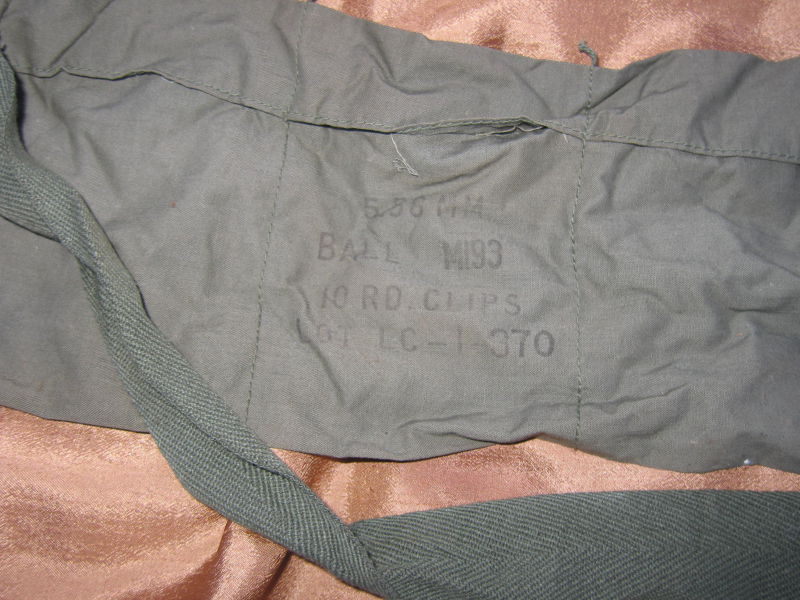 5.56 MM
BALL M193
10 RD. CLIPS
LOT LC-1-370